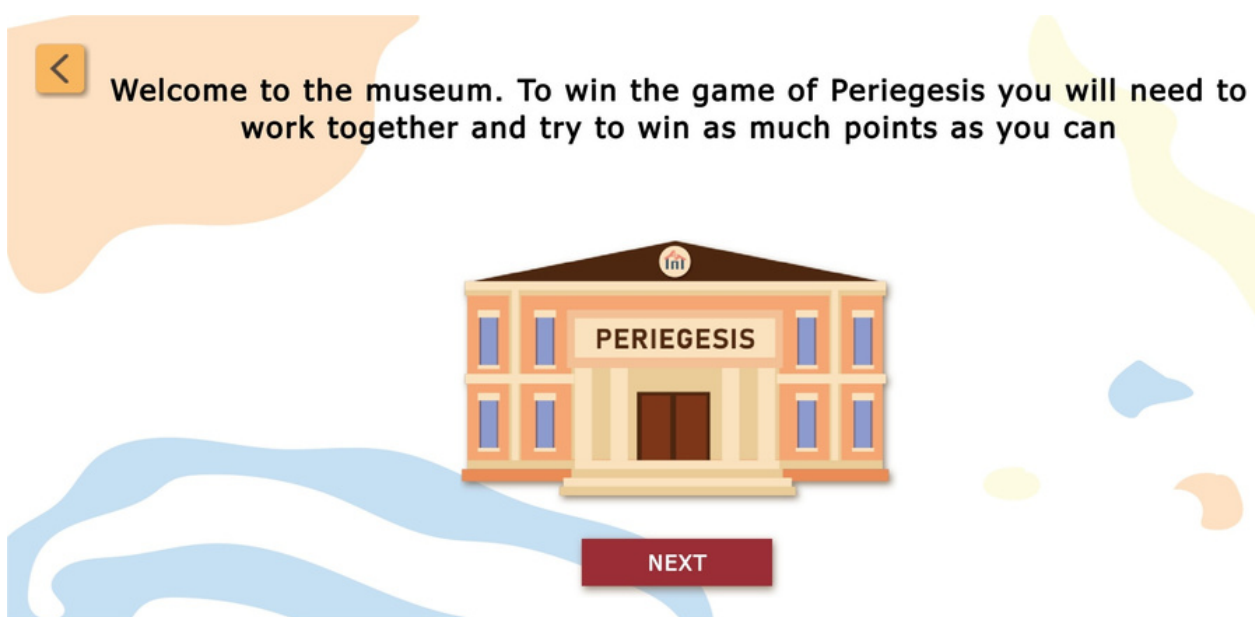 Welcome to the museum. To win the game of Periegesis you will need to
work together and try to win as much points as you can
PERIEGESIS
NEXT